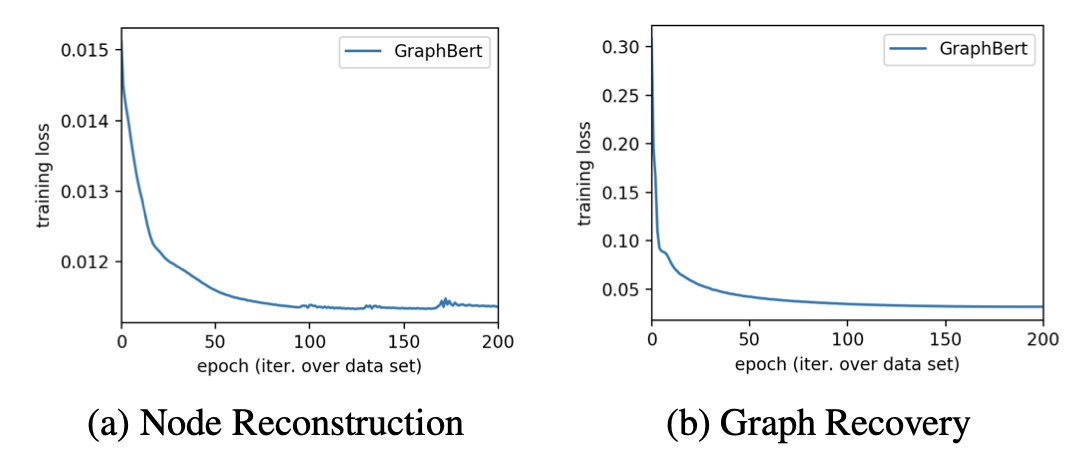 0.015
0.014
0.013
0.012
training loss
GraphBert
0 50 100 150 200
epoch (iter. over data set)
(a) Node Reconstruction
0.30
0.25
0.20
0.15
0.10
0.05
training loss
GraphBert
0 50 100 150 200
epoch (iter. over data set)
(b) Graph Recovery